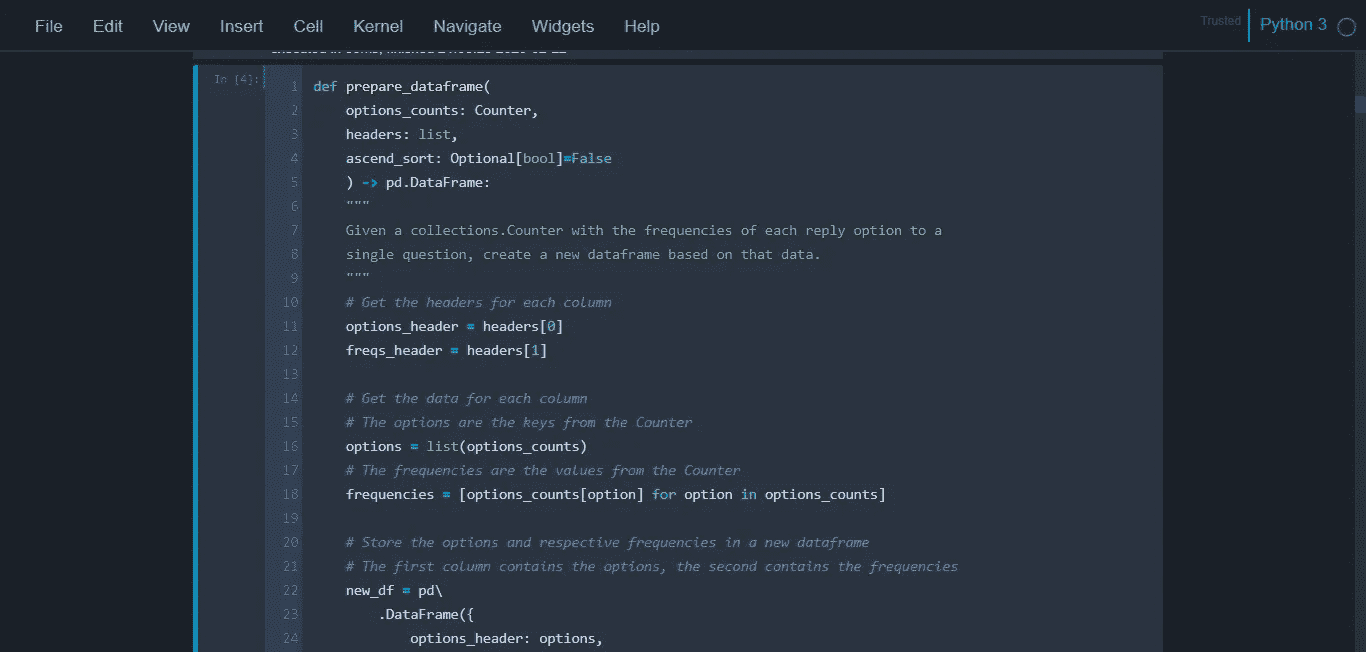 File Edit View Insert Cell Kernel Navigate Widgets Help Trusted Python 3
In [4]:
1 def prepare_dataframe(
2 options_counts: Counter,
3 headers: list,
4 ascend_sort: Optional[bool]=False
5 ) -> pd.DataFrame:
6 """
7 Given a collections.Counter with the frequencies of each reply option to a
8 single question, create a new dataframe based on that data.
9 """
10 # Get the headers for each column
11 options_header = headers[0]
12 freqs_header = headers[1]
13
14 # Get the data for each column
15 # The options are the keys from the Counter
16 options = list(options_counts)
17 # The frequencies are the values from the Counter
18 frequencies = [options_counts[option] for option in options_counts]
19
20 # Store the options and respective frequencies in a new dataframe
21 # The first column contains the options, the second contains the frequencies
22 new_df = pd\
23 .DataFrame({
24 options_header: options,